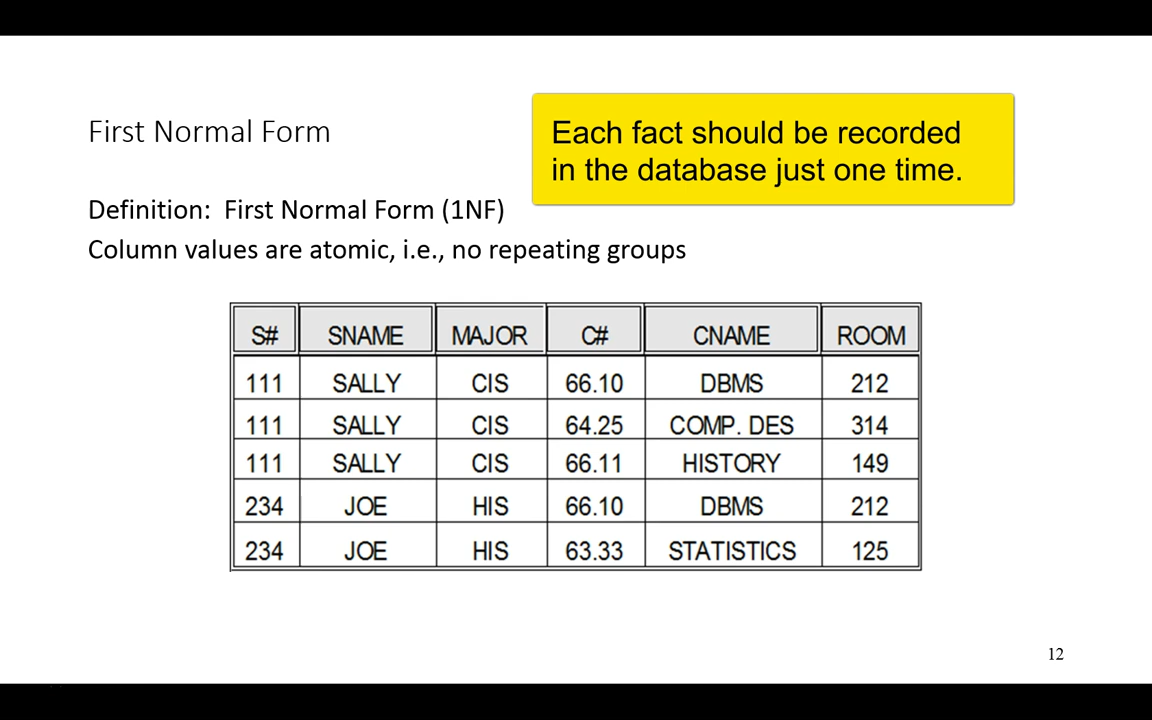 First Normal Form
Each fact should be recorded
in the database just one time.
Definition: First Normal Form (1NF)
Column values are atomic, i.e., no repeating groups
S# SNAME MAJOR C# CNAME ROOM
111 SALLY CIS 66.10 DBMS 212
111 SALLY CIS 64.25 COMP. DES 314
111 SALLY CIS 66.11 HISTORY 149
234 JOE HIS 66.10 DBMS 212
234 JOE HIS 63.33 STATISTICS 125
12